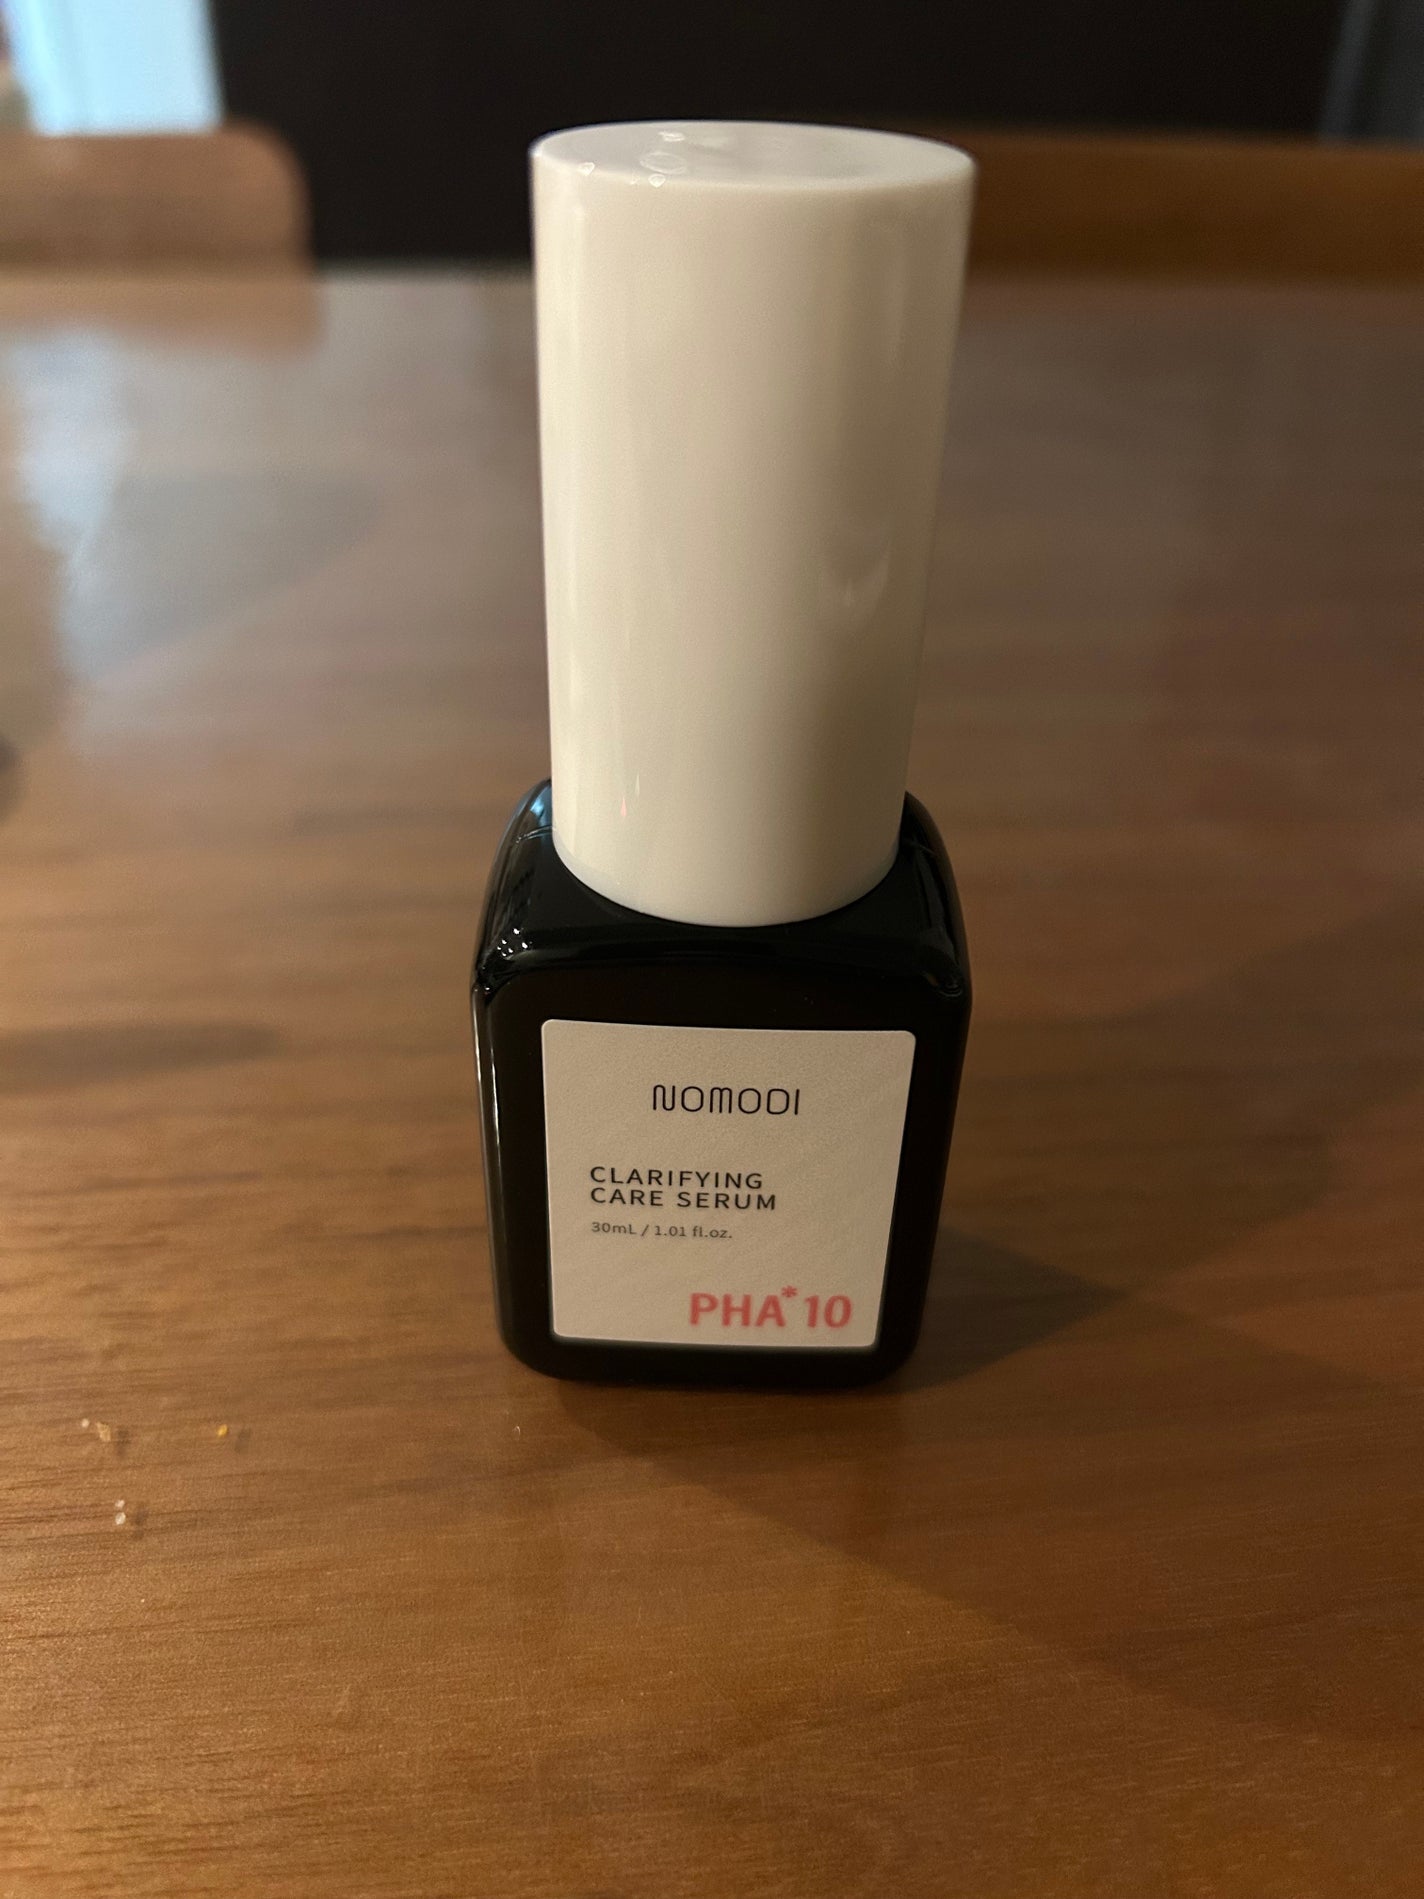 NOMODI
CLARIFYING
CARE SERUM
30mL / 1.01 fl.oz.
PHA* 10